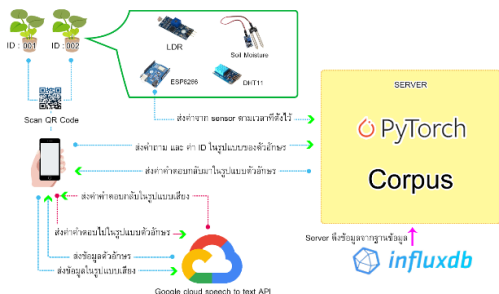 ID : 001
ID : 002
LDR
Soil Moisture
ESP8266
DHT11
Scan QR Code
ส่งค่าจาก sensor ตามเวลาที่ตั้งไว้
ส่งคำถาม และ ค่า ID ในรูปแบบของตัวอักษร
ส่งค่าคำตอบกลับมาในรูปแบบตัวอักษร
SERVER
PyTorch
Corpus
ส่งค่าคำตอบกลับในรูปแบบเสียง
ส่งค่าคำตอบไปในรูปแบบตัวอักษร
ส่งข้อมูลตัวอักษร
ส่งข้อมูลในรูปแบบเสียง
Server ดึงข้อมูลจากฐานข้อมูล
influxdb
Google cloud speech to text API